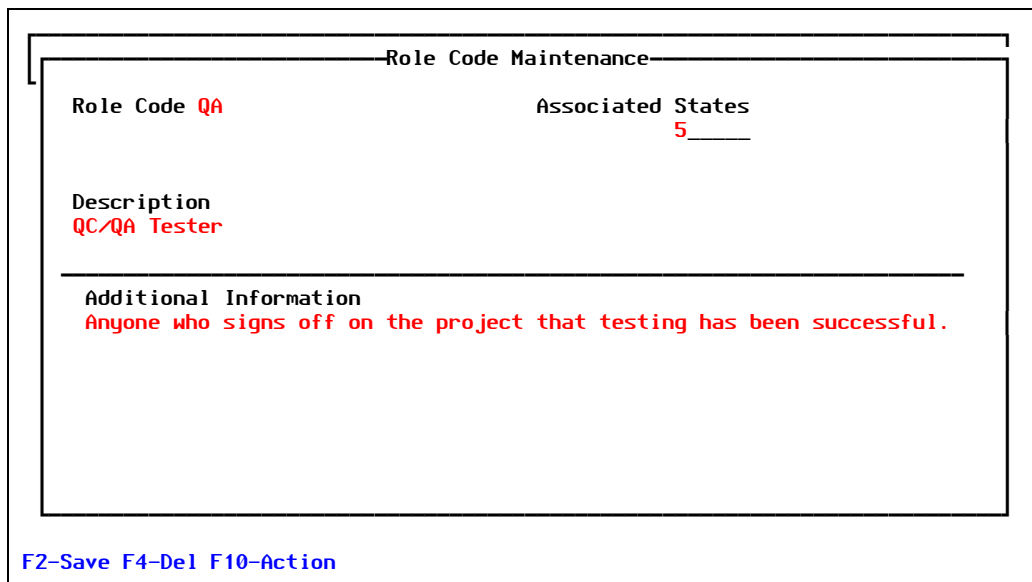 Role Code Maintenance
Role Code QA Associated States
5_____
Description
QC/QA Tester
Additional Information
Anyone who signs off on the project that testing has been successful.
F2-Save F4-Del F10-Action